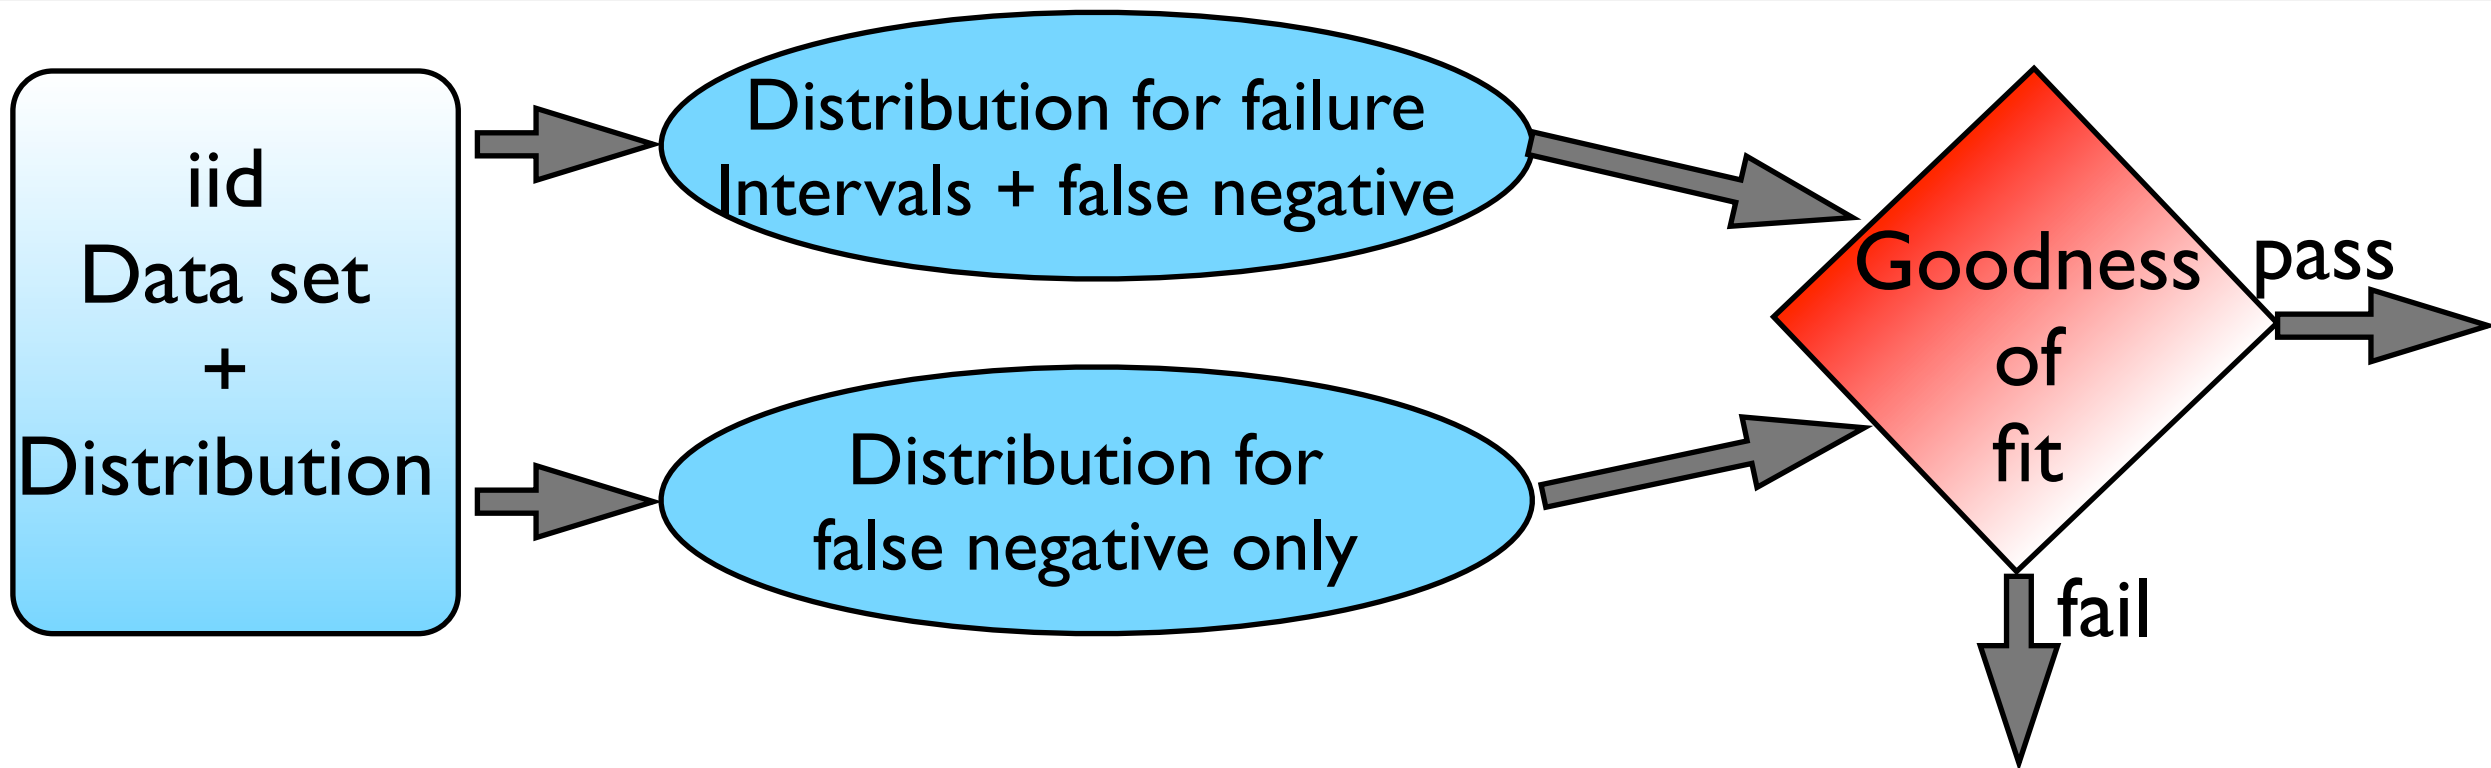 iid
Data set
+
Distribution
Distribution for failure
Intervals + false negative
Distribution for
false negative only
Goodness
of
fit
pass
fail